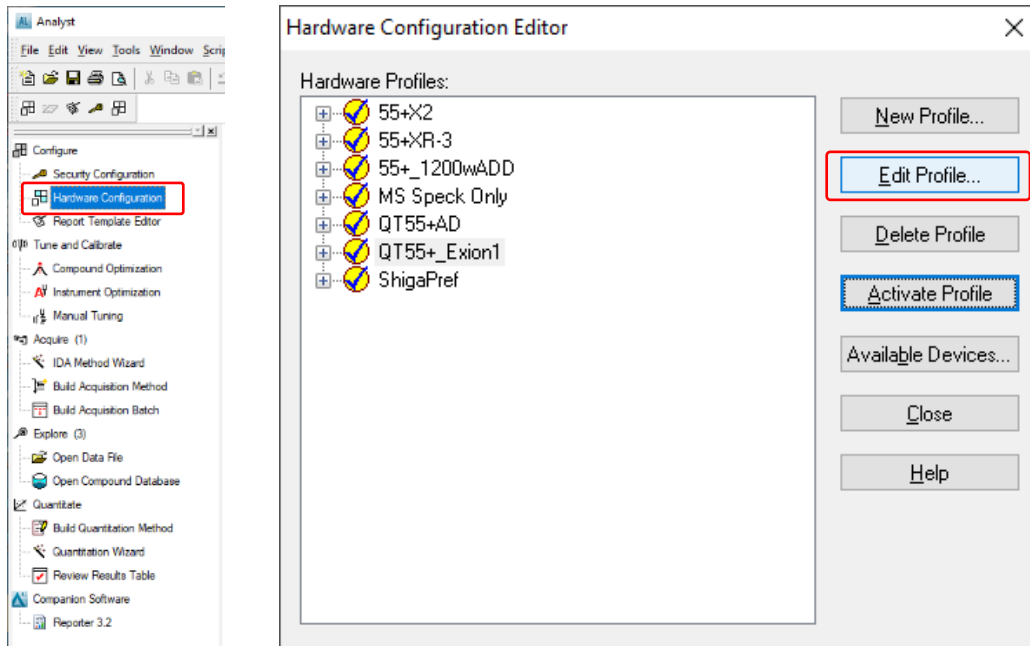 Analyst
File Edit View Tools Window Scrip
Configure
Security Configuration
Hardware Configuration
Report Template Editor
Tune and Calibrate
Compound Optimization
Instrument Optimization
Manual Tuning
Acquire (1)
IDA Method Wizard
Build Acquisition Method
Build Acquisition Batch
Explore (3)
Open Data File
Open Compound Database
Quantitate
Build Quantitation Method
Quantitation Wizard
Review Results Table
Companion Software
Reporter 3.2
Hardware Configuration Editor
Hardware Profiles:
55+X2
55+XR-3
55+_1200wADD
MS Speck Only
QT55+AD
QT55+_Exion1
ShigaPref
New Profile...
Edit Profile...
Delete Profile
Activate Profile
Available Devices...
Close
Help